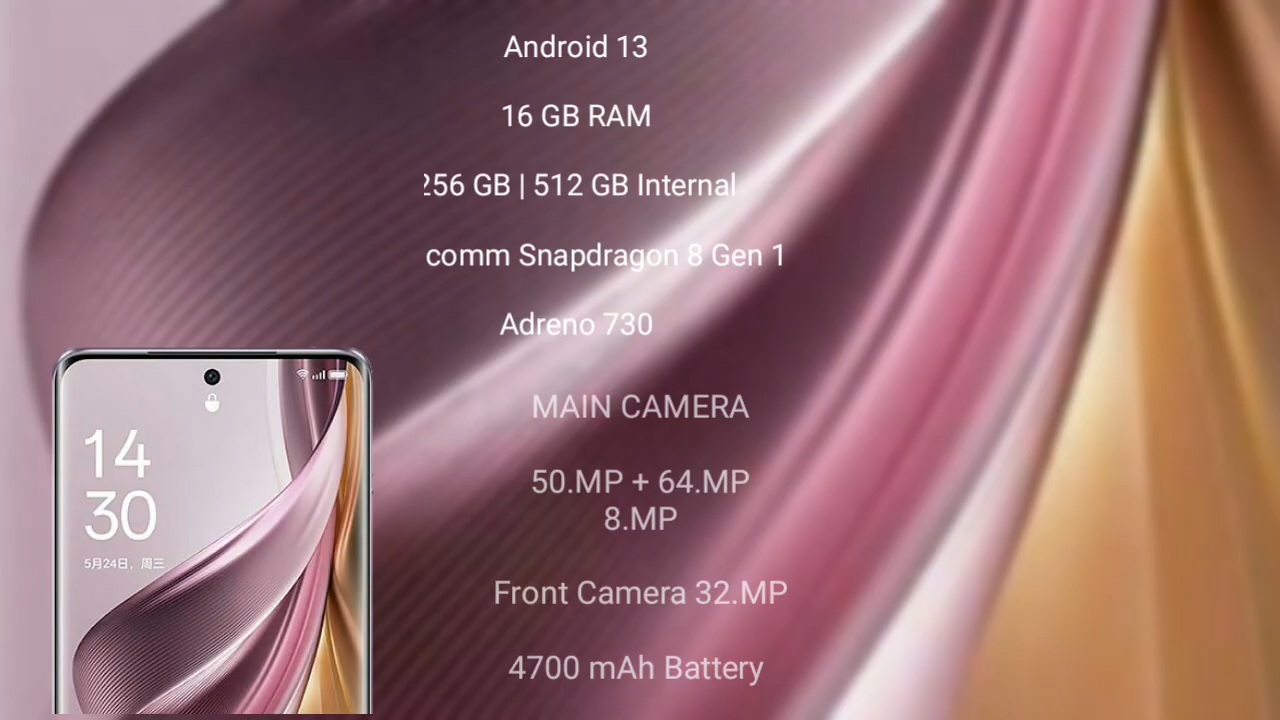 Android 13
16 GB RAM
256 GB | 512 GB Internal
comm Snapdragon 8 Gen 1
Adreno 730
MAIN CAMERA
50.MP + 64.MP
8.MP
Front Camera 32.MP
4700 mAh Battery
14
30
5月24日，周三